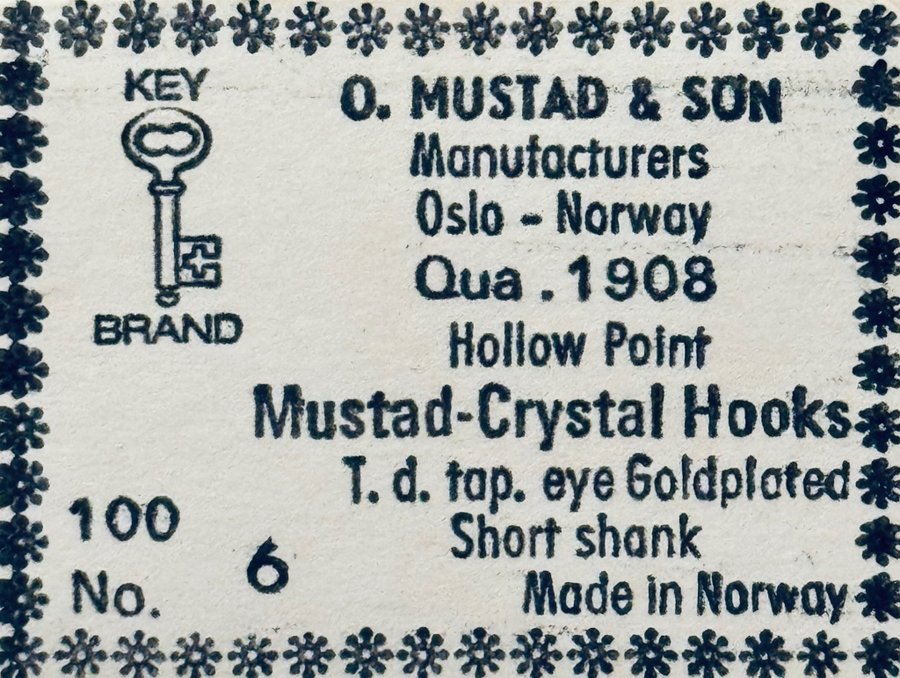 KEY
BRAND
O. MUSTAD & SÖN
Manufacturers
Oslo - Norway
Qua . 1908
Hollow Point
Mustad-Crystal Hooks
T. d. tap. eye Goldplated
Short shank
Made in Norway
100
No. 6